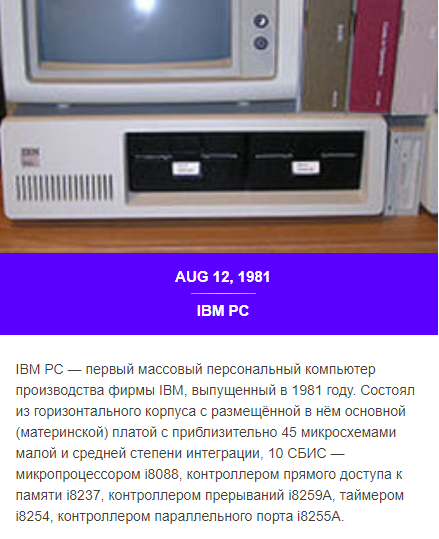 IBM
AUG 12, 1981
IBM PC
IBM PC — первый массовый персональный компьютер
производства фирмы IBM, выпущенный в 1981 году. Состоял
из горизонтального корпуса с размещённой в нём основной
(материнской) платой с приблизительно 45 микросхемами
малой и средней степени интеграции, 10 СБИС —
микропроцессором i8088, контроллером прямого доступа к
памяти i8237, контроллером прерываний i8259A, таймером
i8254, контроллером параллельного порта i8255A.